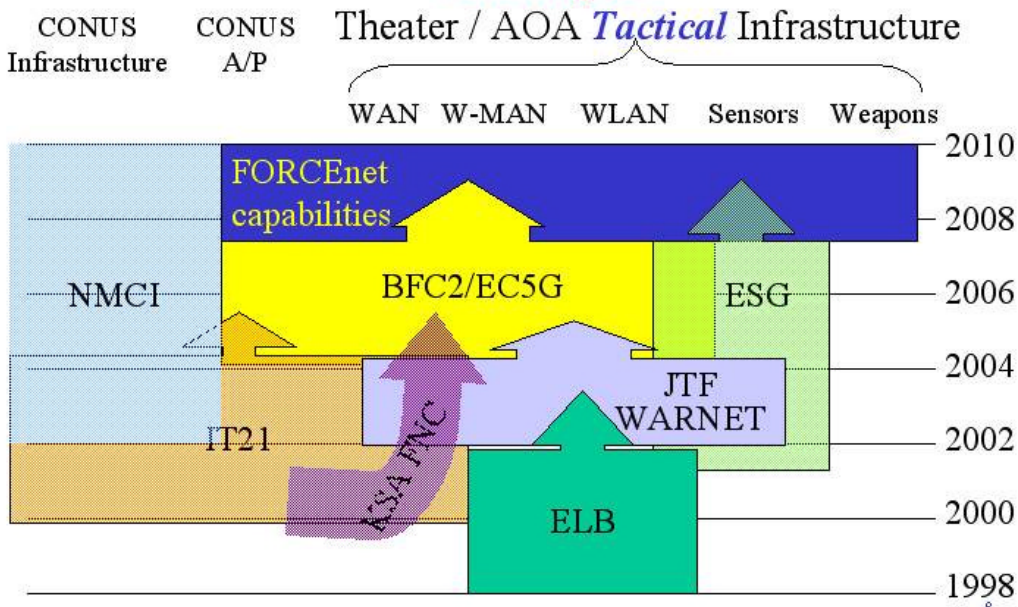 CONUS
Infrastructure
CONUS
A/P
Theater / AOA Tactical Infrastructure
WAN W-MAN WLAN Sensors Weapons
2010
FORCEnet
capabilities
2008
NMCI
BFC2/EC5G
ESG
2006
2004
JTF
WARNET
IT21
KSA FNC
2002
ELB
2000
1998